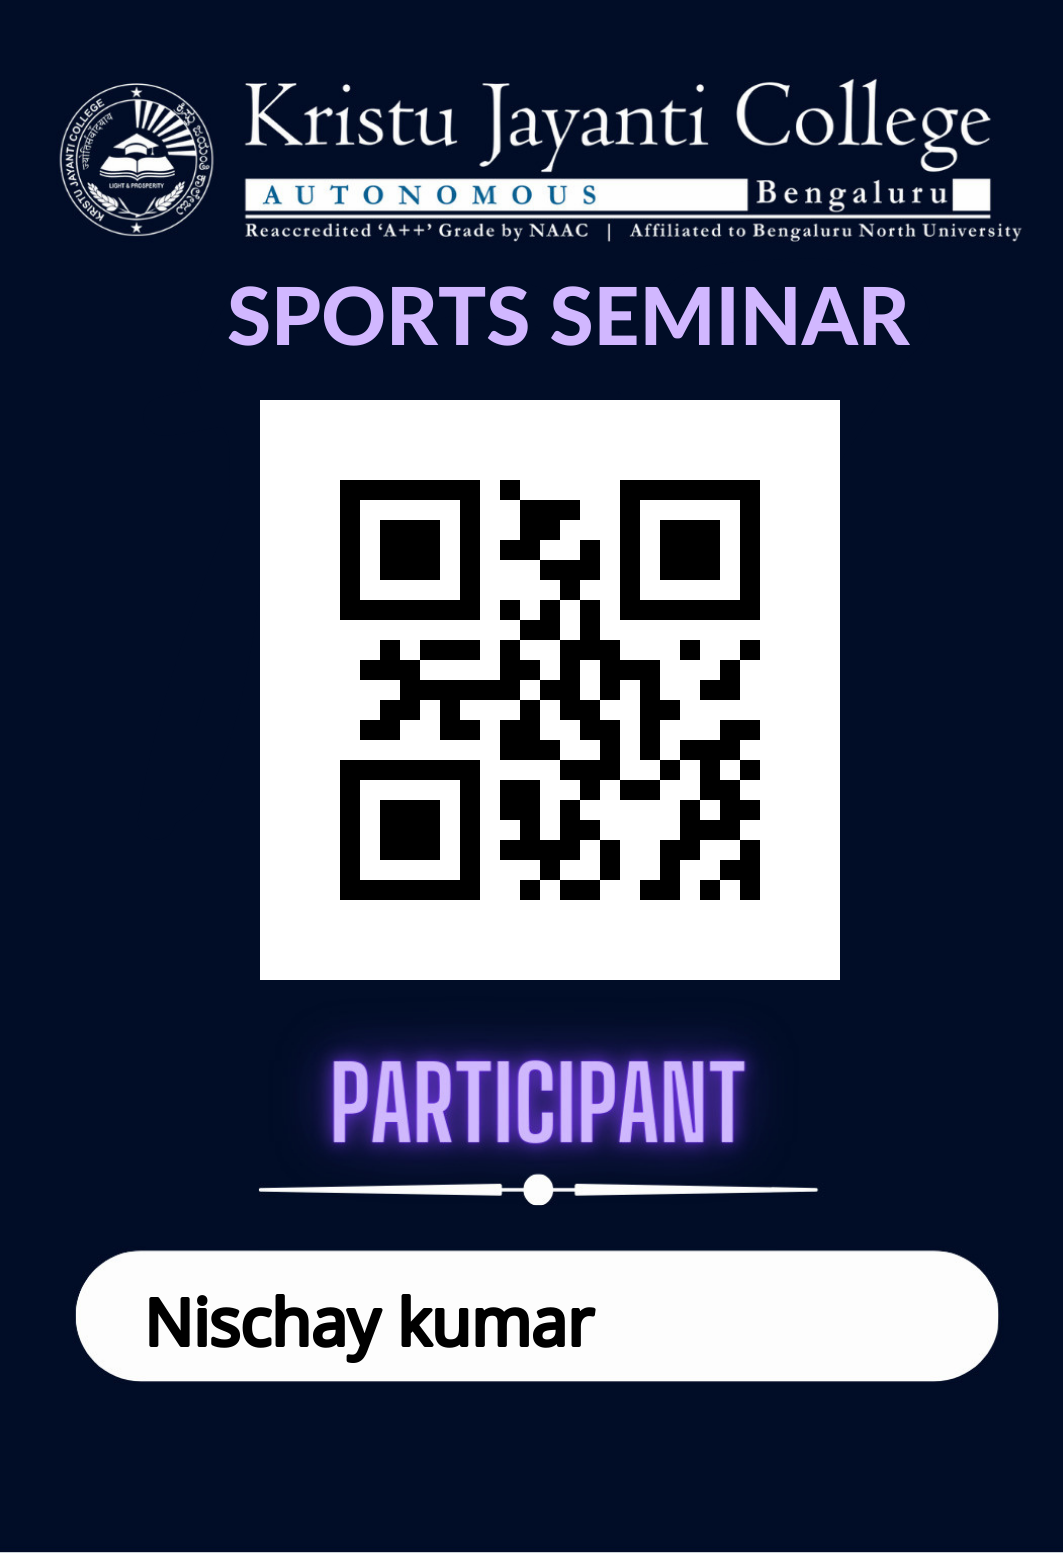 KRISTU JAYANTI COLLEGE
LIGHT & PROSPERITY
Kristu Jayanti College
AUTONOMOUS Bengaluru
Reaccredited ‘A++’ Grade by NAAC | Affiliated to Bengaluru North University
SPORTS SEMINAR
PARTICIPANT
Nischay kumar